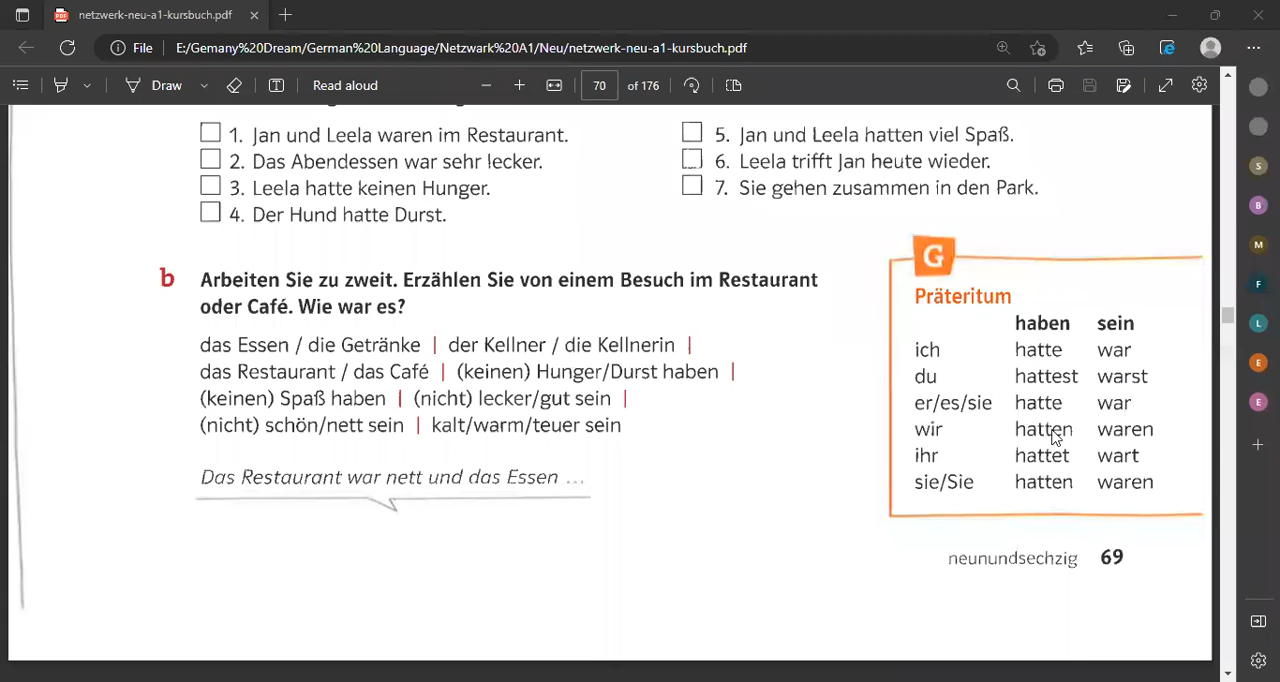 netzwerk-neu-a1-kursbuch.pdf
File E:/Gemany%20Dream/German%20Language/Netzwark%20A1/Neu/netzwerk-neu-a1-kursbuch.pdf
Draw Read aloud 70 of 176
1. Jan und Leela waren im Restaurant.
2. Das Abendessen war sehr lecker.
3. Leela hatte keinen Hunger.
4. Der Hund hatte Durst.
5. Jan und Leela hatten viel Spaß.
6. Leela trifft Jan heute wieder.
7. Sie gehen zusammen in den Park.
b Arbeiten Sie zu zweit. Erzählen Sie von einem Besuch im Restaurant
oder Café. Wie war es?
das Essen / die Getränke | der Kellner / die Kellnerin |
das Restaurant / das Café | (keinen) Hunger/Durst haben |
(keinen) Spaß haben | (nicht) lecker/gut sein |
(nicht) schön/nett sein | kalt/warm/teuer sein
Das Restaurant war nett und das Essen ...
G
Präteritum
haben sein
ich hatte war
du hattest warst
er/es/sie hatte war
wir hatten waren
ihr hattet wart
sie/Sie hatten waren
neunundsechzig 69
S
B
M
F
L
E
E